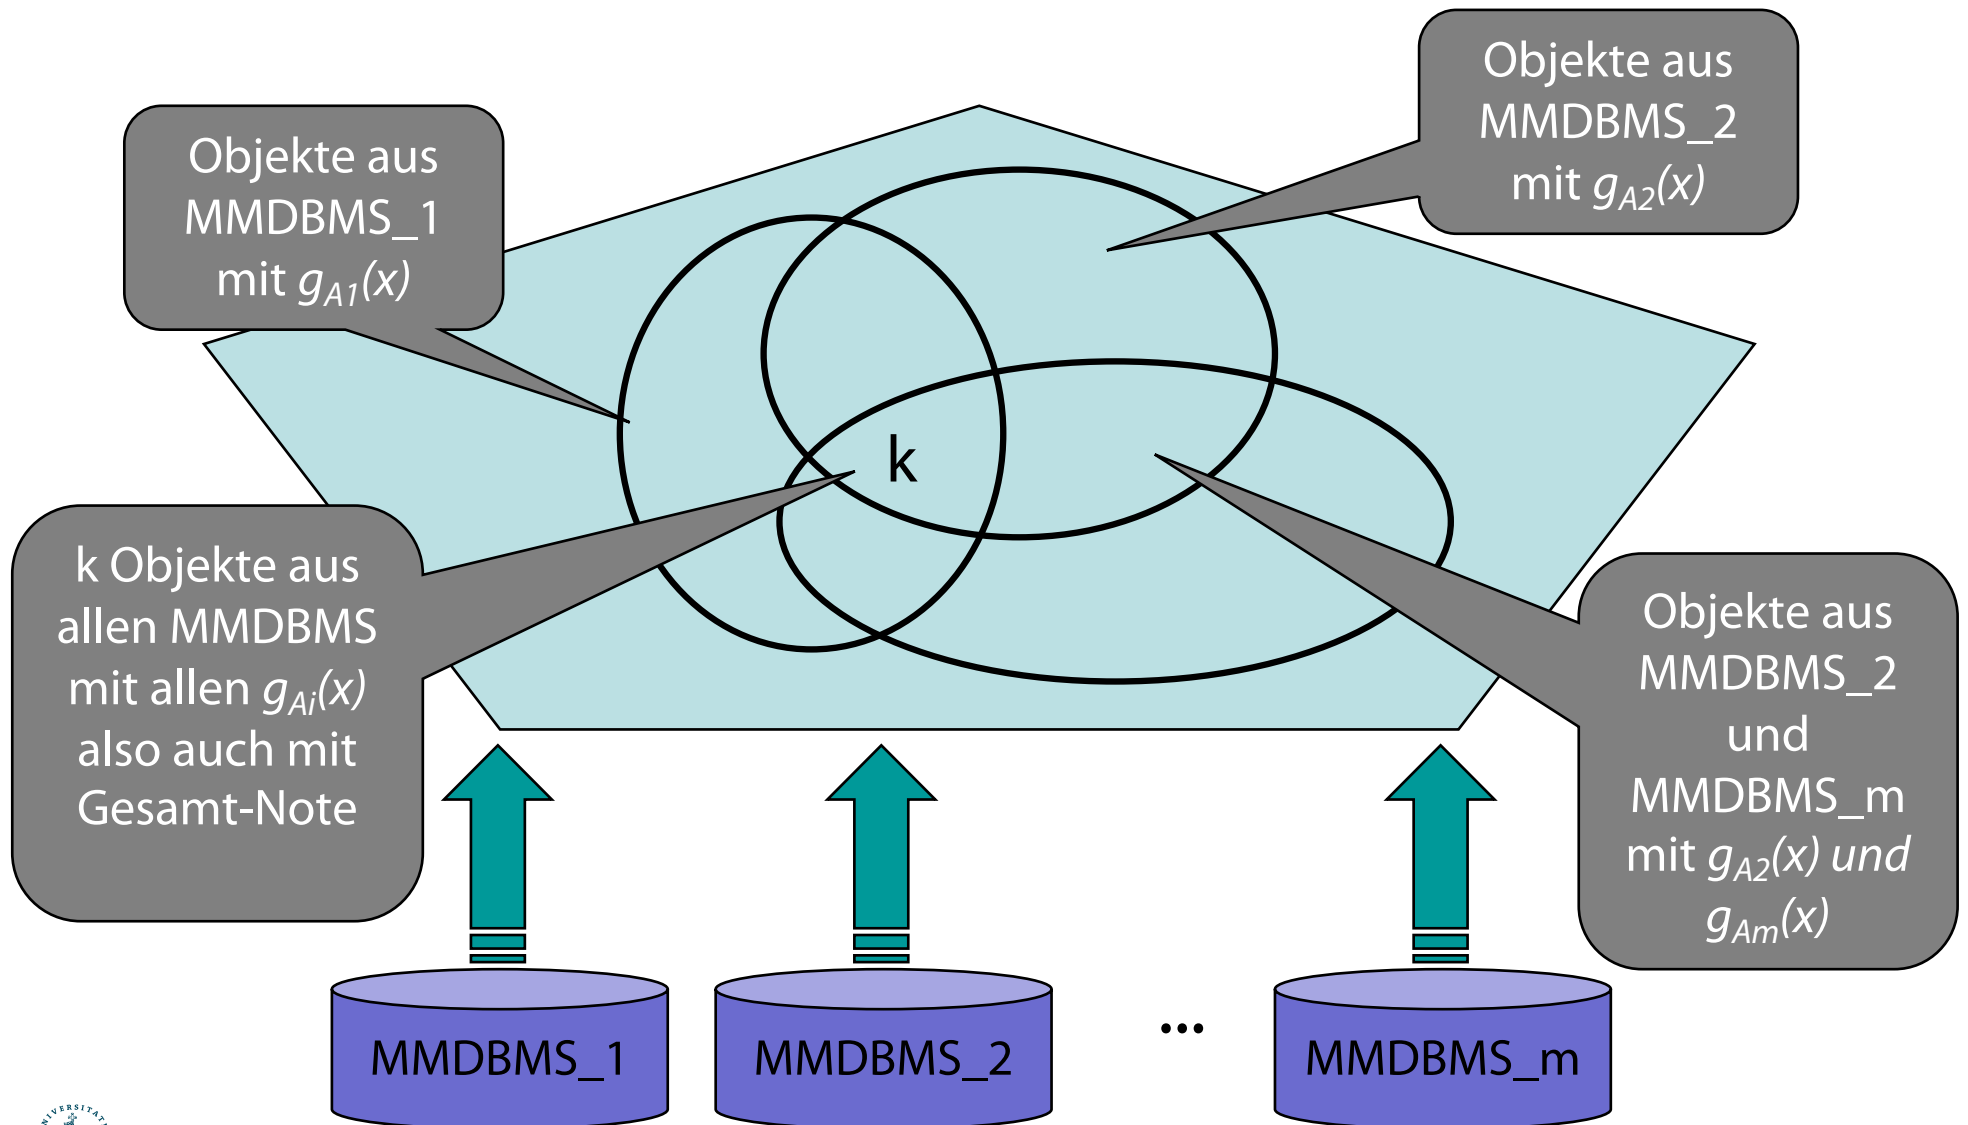 Objekte aus
MMDBMS_2
mit gA2(x)
Objekte aus
MMDBMS_1
mit gA1(x)
k
k Objekte aus
allen MMDBMS
mit allen gAi(x)
also auch mit
Gesamt-Note
Objekte aus
MMDBMS_2
und
MMDBMS_m
mit gA2(x) und
gAm(x)
MMDBMS_1
MMDBMS_2
...
MMDBMS_m